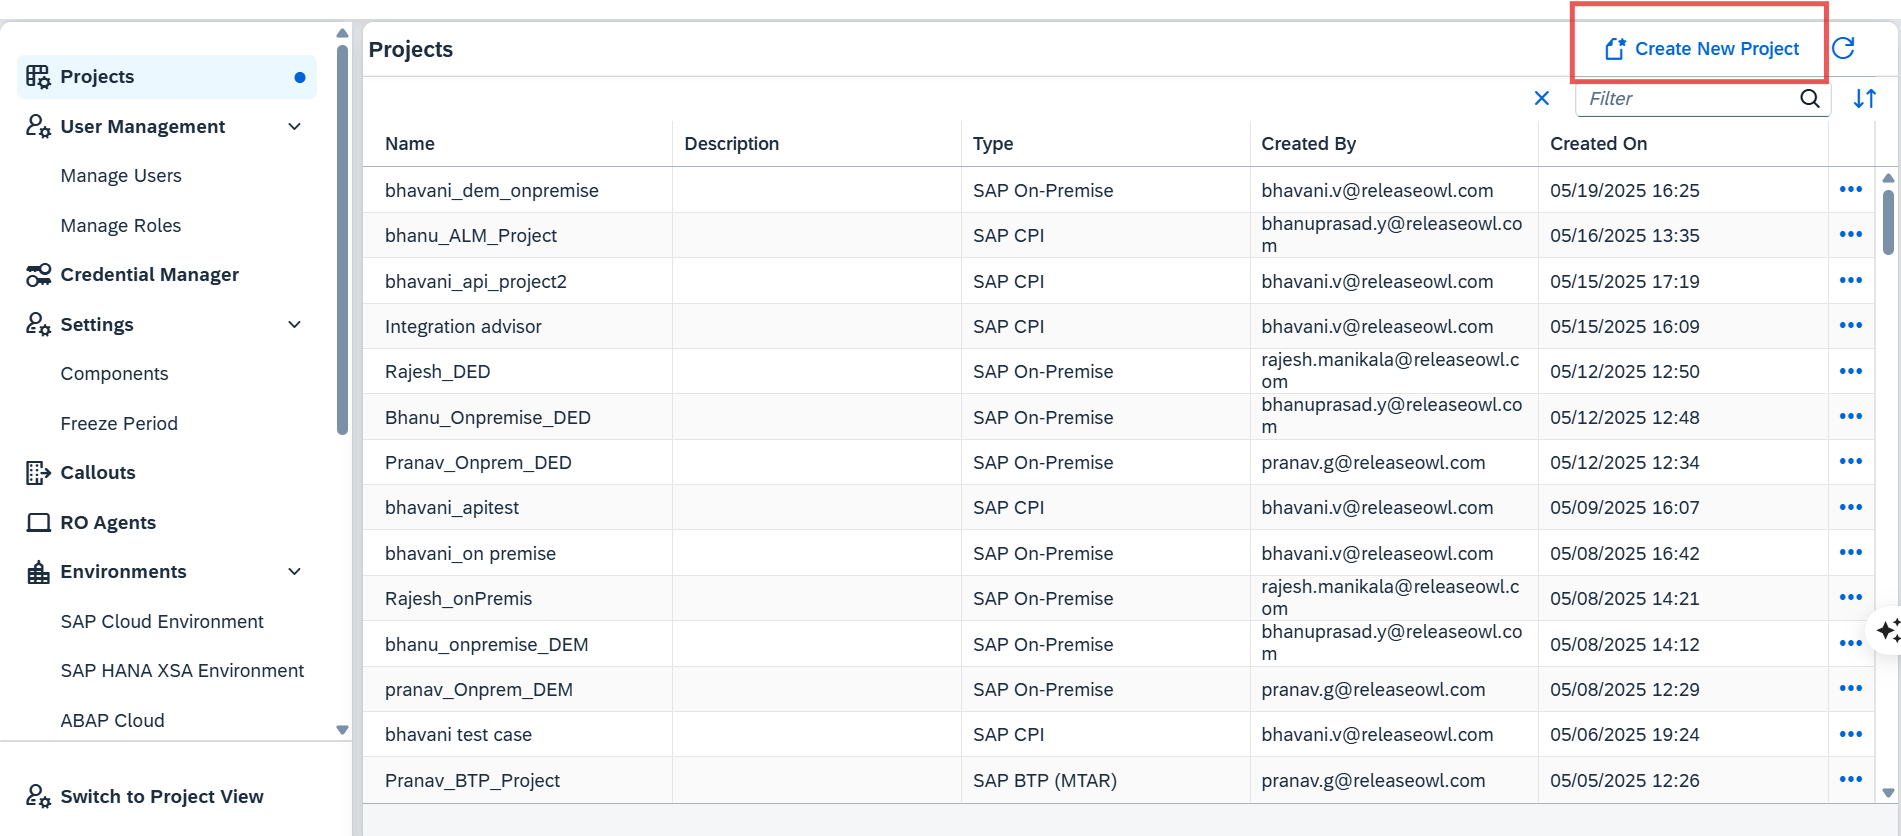 Projects
User Management
Manage Users
Manage Roles
Credential Manager
Settings
Components
Freeze Period
Callouts
RO Agents
Environments
SAP Cloud Environment
SAP HANA XSA Environment
ABAP Cloud
Switch to Project View
Projects
Create New Project
Filter
Name Description Type Created By Created On
bhavani_dem_onpremise SAP On-Premise bhavani.v@releaseowl.com 05/19/2025 16:25
bhanu_ALM_Project SAP CPI bhanuprasad.y@releaseowl.co
m 05/16/2025 13:35
bhavani_api_project2 SAP CPI bhavani.v@releaseowl.com 05/15/2025 17:19
Integration advisor SAP CPI bhavani.v@releaseowl.com 05/15/2025 16:09
Rajesh_DED SAP On-Premise rajesh.manikala@releaseowl.c
om 05/12/2025 12:50
Bhanu_Onpremise_DED SAP On-Premise bhanuprasad.y@releaseowl.co
m 05/12/2025 12:48
Pranav_Onprem_DED SAP On-Premise pranav.g@releaseowl.com 05/12/2025 12:34
bhavani_apitest SAP CPI bhavani.v@releaseowl.com 05/09/2025 16:07
bhavani_on premise SAP On-Premise bhavani.v@releaseowl.com 05/08/2025 16:42
Rajesh_onPremis SAP On-Premise rajesh.manikala@releaseowl.c
om 05/08/2025 14:21
bhanu_onpremise_DEM SAP On-Premise bhanuprasad.y@releaseowl.co
m 05/08/2025 14:12
pranav_Onprem_DEM SAP On-Premise pranav.g@releaseowl.com 05/08/2025 12:29
bhavani test case SAP CPI bhavani.v@releaseowl.com 05/06/2025 19:24
Pranav_BTP_Project SAP BTP (MTAR) pranav.g@releaseowl.com 05/05/2025 12:26